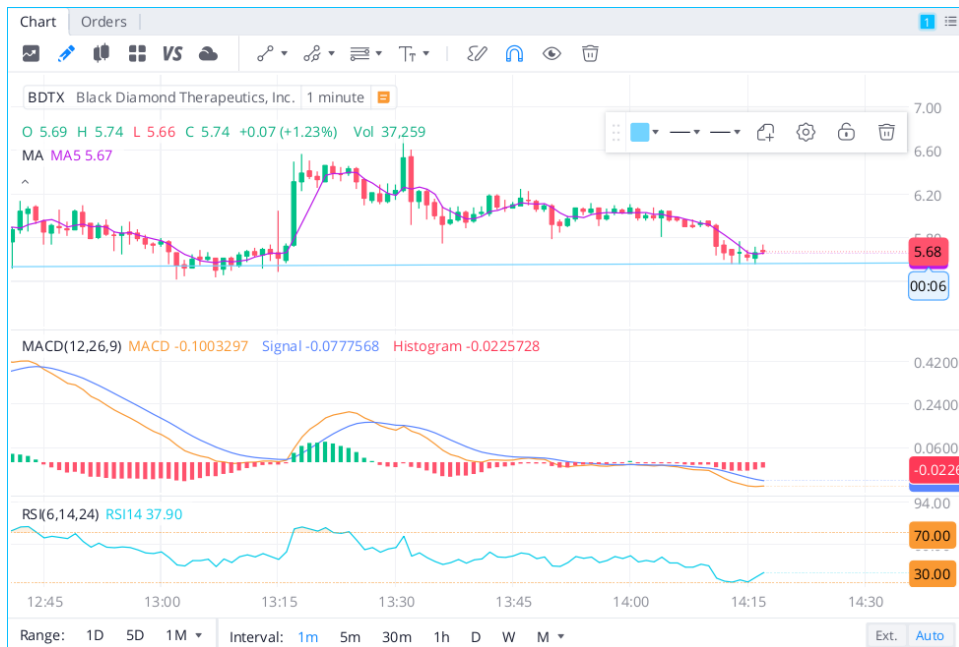 Chart Orders 1
VS
BDTX Black Diamond Therapeutics, Inc. 1 minute
7.00
O 5.69 H 5.74 L 5.66 C 5.74 +0.07 (+1.23%) Vol 37,259
6.60
MA MA5 5.67
6.20
5.80
5.68
00:06
MACD(12,26,9) MACD -0.1003297 Signal -0.0777568 Histogram -0.0225728
0.4200
0.2400
0.0600
-0.0226
94.00
RSI(6,14,24) RSI14 37.90
70.00
30.00
12:45 13:00 13:15 13:30 13:45 14:00 14:15 14:30
Range: 1D 5D 1M Interval: 1m 5m 30m 1h D W M Ext. Auto